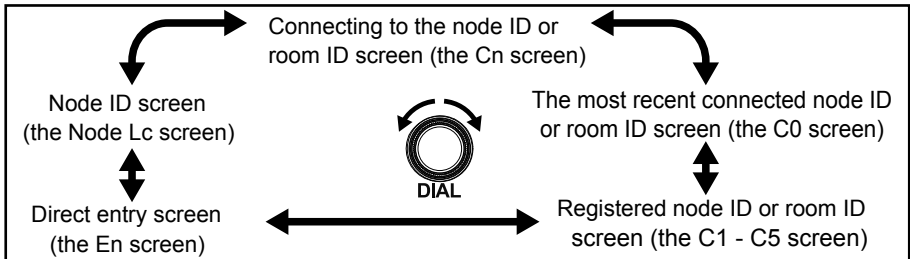 Connecting to the node ID or
room ID screen (the Cn screen)
Node ID screen
(the Node Lc screen)
The most recent connected node ID
or room ID screen (the C0 screen)
DIAL
Direct entry screen
(the En screen)
Registered node ID or room ID
screen (the C1 - C5 screen)